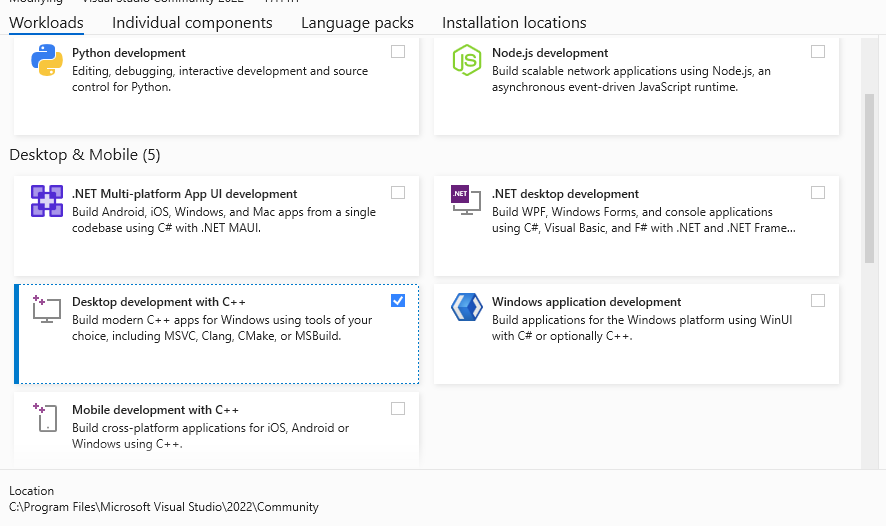 Modifying — Visual Studio Community 2022 —
Workloads Individual components Language packs Installation locations
Python development
Editing, debugging, interactive development and source
control for Python.
Node.js development
Build scalable network applications using Node.js, an
asynchronous event-driven JavaScript runtime.
Desktop & Mobile (5)
.NET Multi-platform App UI development
Build Android, iOS, Windows, and Mac apps from a single
codebase using C# with .NET MAUI.
.NET
.NET desktop development
Build WPF, Windows Forms, and console applications
using C#, Visual Basic, and F# with .NET and .NET Frame...
Desktop development with C++
Build modern C++ apps for Windows using tools of your
choice, including MSVC, Clang, CMake, or MSBuild.
Windows application development
Build applications for the Windows platform using WinUI
with C# or optionally C++.
Mobile development with C++
Build cross-platform applications for iOS, Android or
Windows using C++.
Location
C:\Program Files\Microsoft Visual Studio\2022\Community